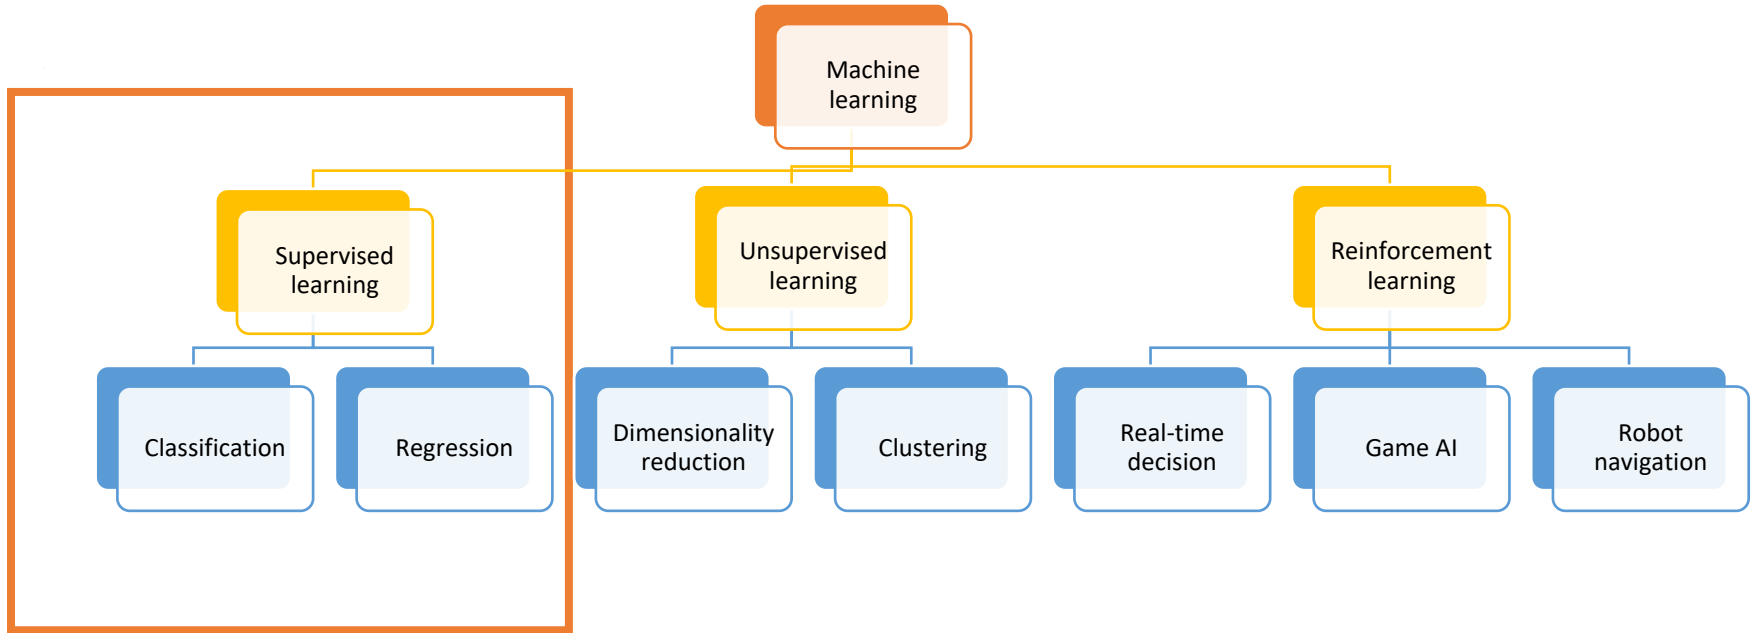 Machine
learning
Supervised
learning
Unsupervised
learning
Reinforcement
learning
Classification
Regression
Dimensionality
reduction
Clustering
Real-time
decision
Game AI
Robot
navigation